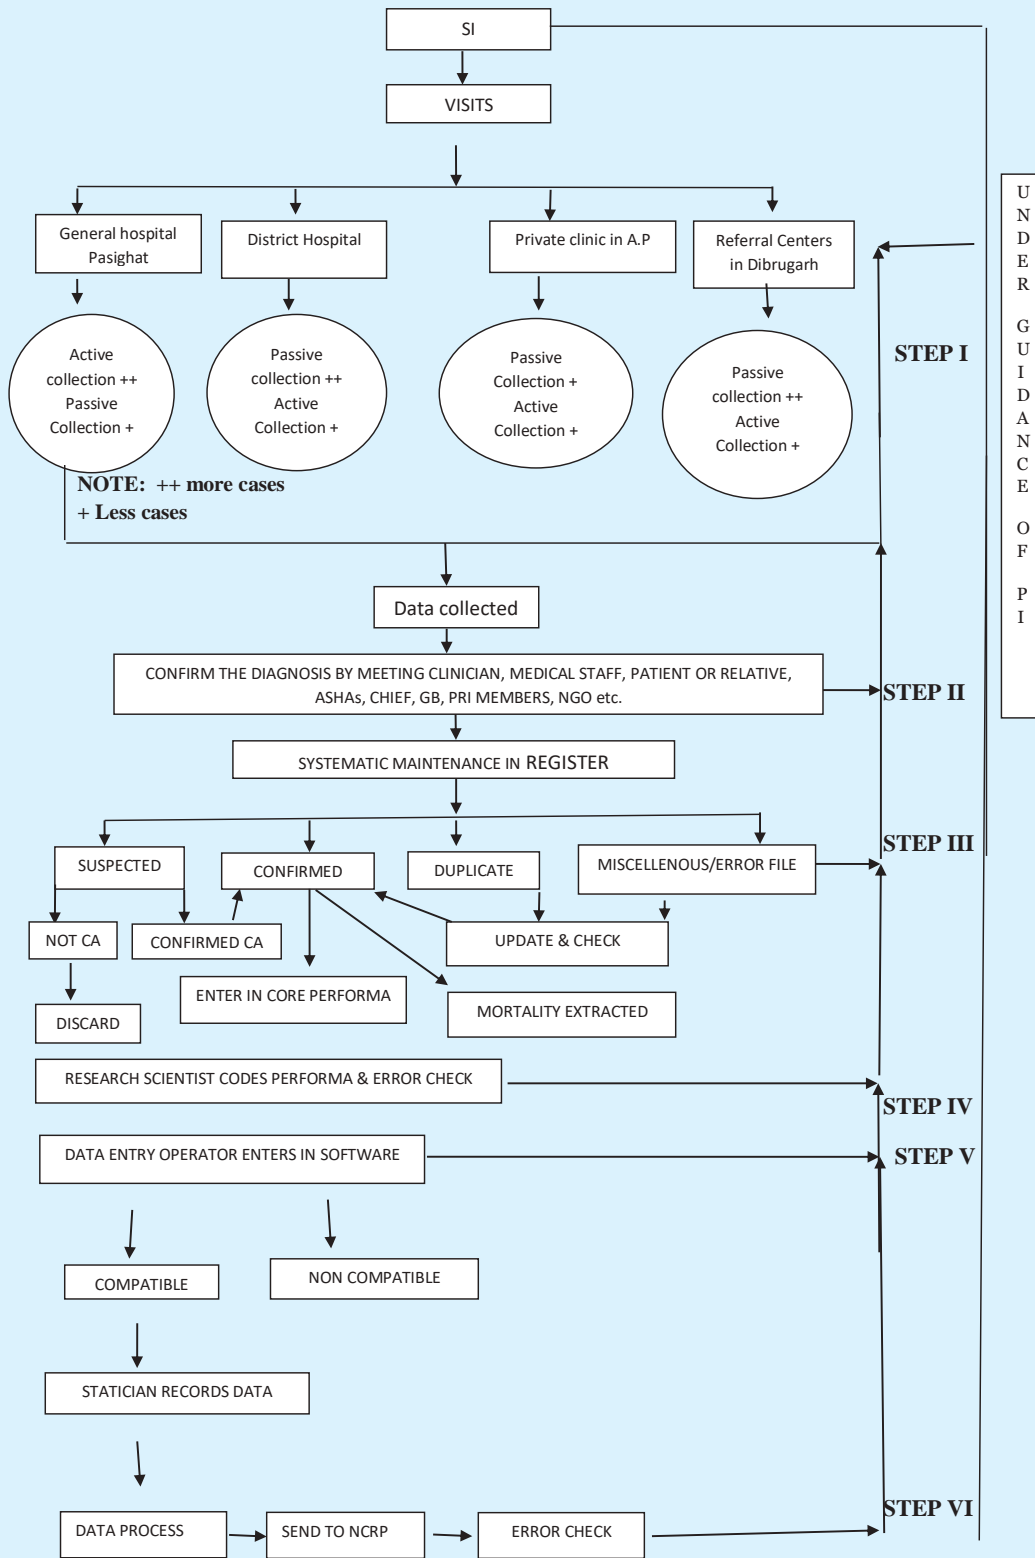 SI
VISITS
General hospital
Pasighat
District Hospital
Private clinic in A.P
Referral Centers
in Dibrugarh
Active
collection ++
Passive
Collection +
Passive
collection ++
Active
Collection +
Passive
Collection +
Active
Collection +
Passive
collection ++
Active
Collection +
STEP I
UNDER GUIDANCE OF PI
NOTE: ++ more cases
+ Less cases
Data collected
CONFIRM THE DIAGNOSIS BY MEETING CLINICIAN, MEDICAL STAFF, PATIENT OR RELATIVE,
ASHAs, CHIEF, GB, PRI MEMBERS, NGO etc.
STEP II
SYSTEMATIC MAINTENANCE IN REGISTER
STEP III
SUSPECTED
CONFIRMED
DUPLICATE
MISCELLENOUS/ERROR FILE
NOT CA
CONFIRMED CA
UPDATE & CHECK
DISCARD
ENTER IN CORE PERFORMA
MORTALITY EXTRACTED
RESEARCH SCIENTIST CODES PERFORMA & ERROR CHECK
STEP IV
DATA ENTRY OPERATOR ENTERS IN SOFTWARE
STEP V
COMPATIBLE
NON COMPATIBLE
STATICIAN RECORDS DATA
STEP VI
DATA PROCESS
SEND TO NCRP
ERROR CHECK